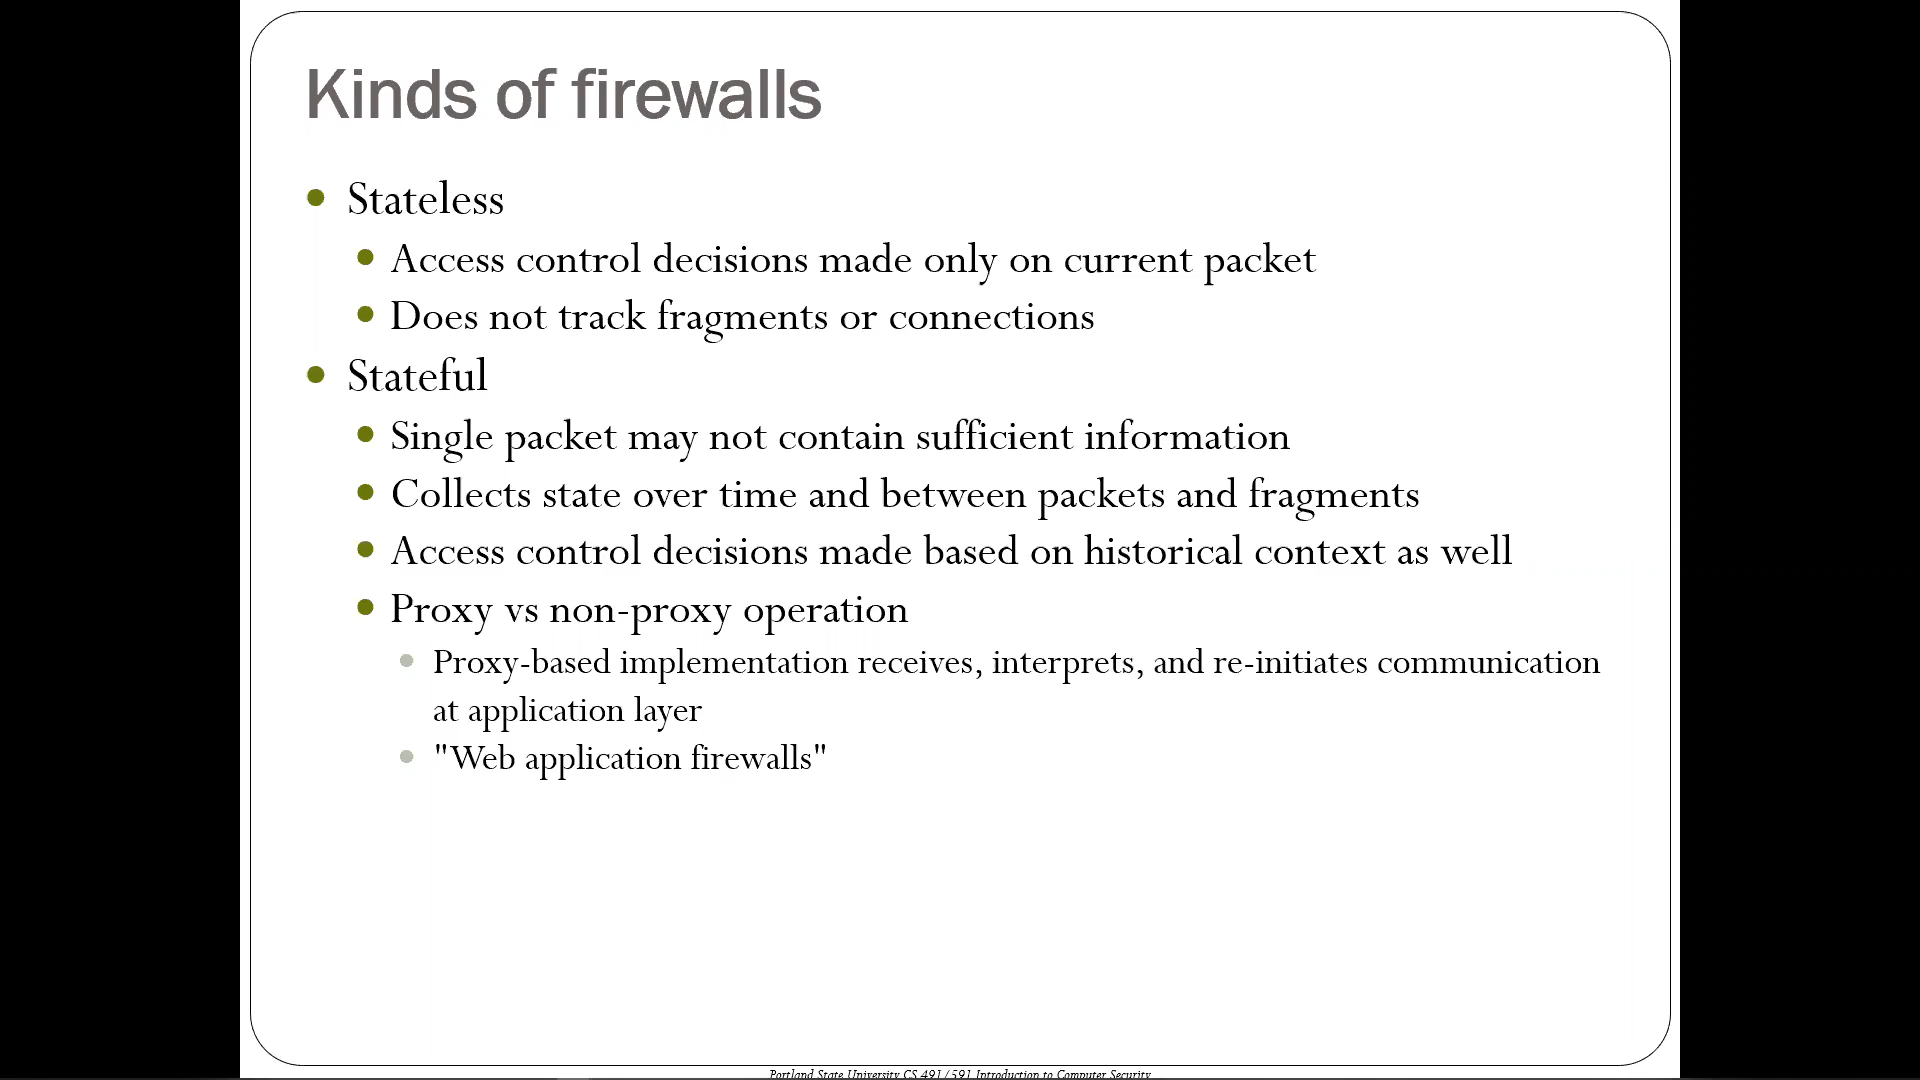 Kinds of firewalls
• Stateless
• Access control decisions made only on current packet
• Does not track fragments or connections
• Stateful
• Single packet may not contain sufficient information
• Collects state over time and between packets and fragments
• Access control decisions made based on historical context as well
• Proxy vs non-proxy operation
• Proxy-based implementation receives, interprets, and re-initiates communication
at application layer
• "Web application firewalls"
Portland State University CS 491/591 Introduction to Computer Security